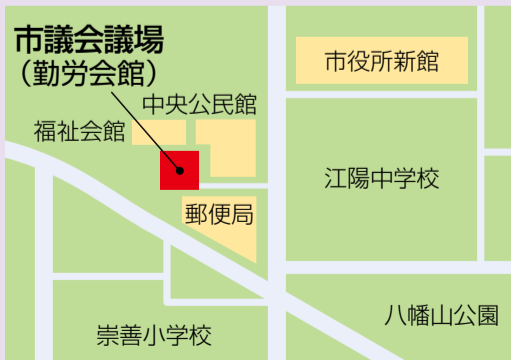 市議会議場
（勤労会館）
市役所新館
中央公民館
福祉会館
江陽中学校
郵便局
八幡山公園
崇善小学校